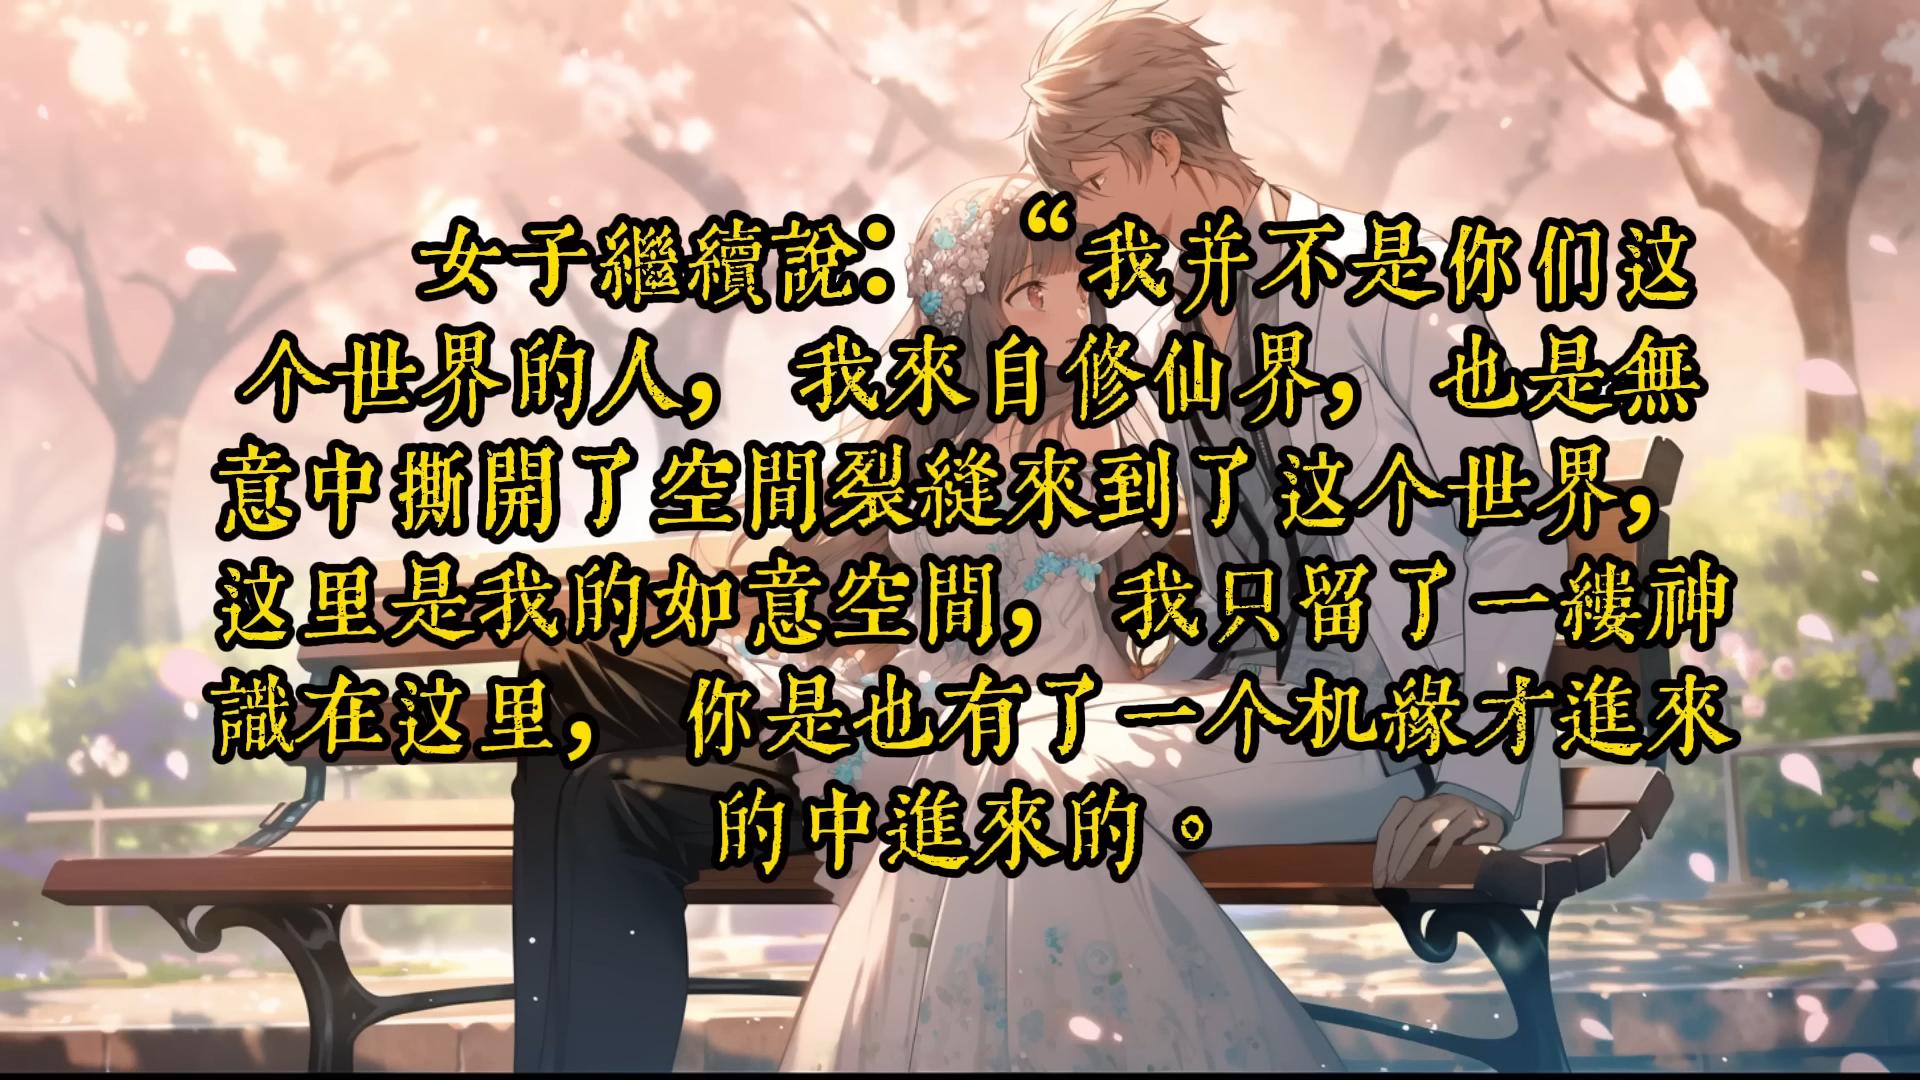 女子繼續說：“我并不是你们这
个世界的人，我來自修仙界，也是無
意中撕開了空間裂縫來到了这个世界，
这里是我的如意空間，我只留了一縷神
識在这里，你是也有了一个机緣才進來
的中進來的。